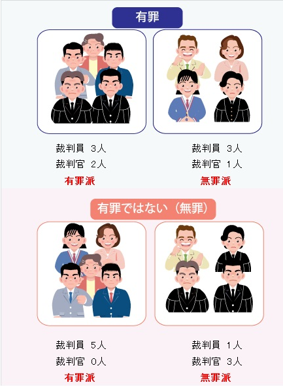 有罪
裁判員 3人 裁判員 3人
裁判官 2人 裁判官 1人
有罪派 無罪派
有罪ではない（無罪）
裁判員 5人 裁判員 1人
裁判官 0人 裁判官 3人
有罪派 無罪派